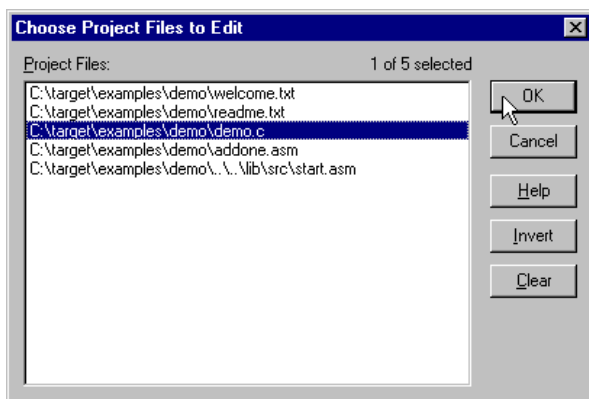 Choose Project Files to Edit
Project Files: 1 of 5 selected
C:\target\examples\demo\welcome.txt
C:\target\examples\demo\readme.txt
C:\target\examples\demo\demo.c
C:\target\examples\demo\addone.asm
C:\target\examples\demo\..\..\lib\src\start.asm
OK
Cancel
Help
Invert
Clear